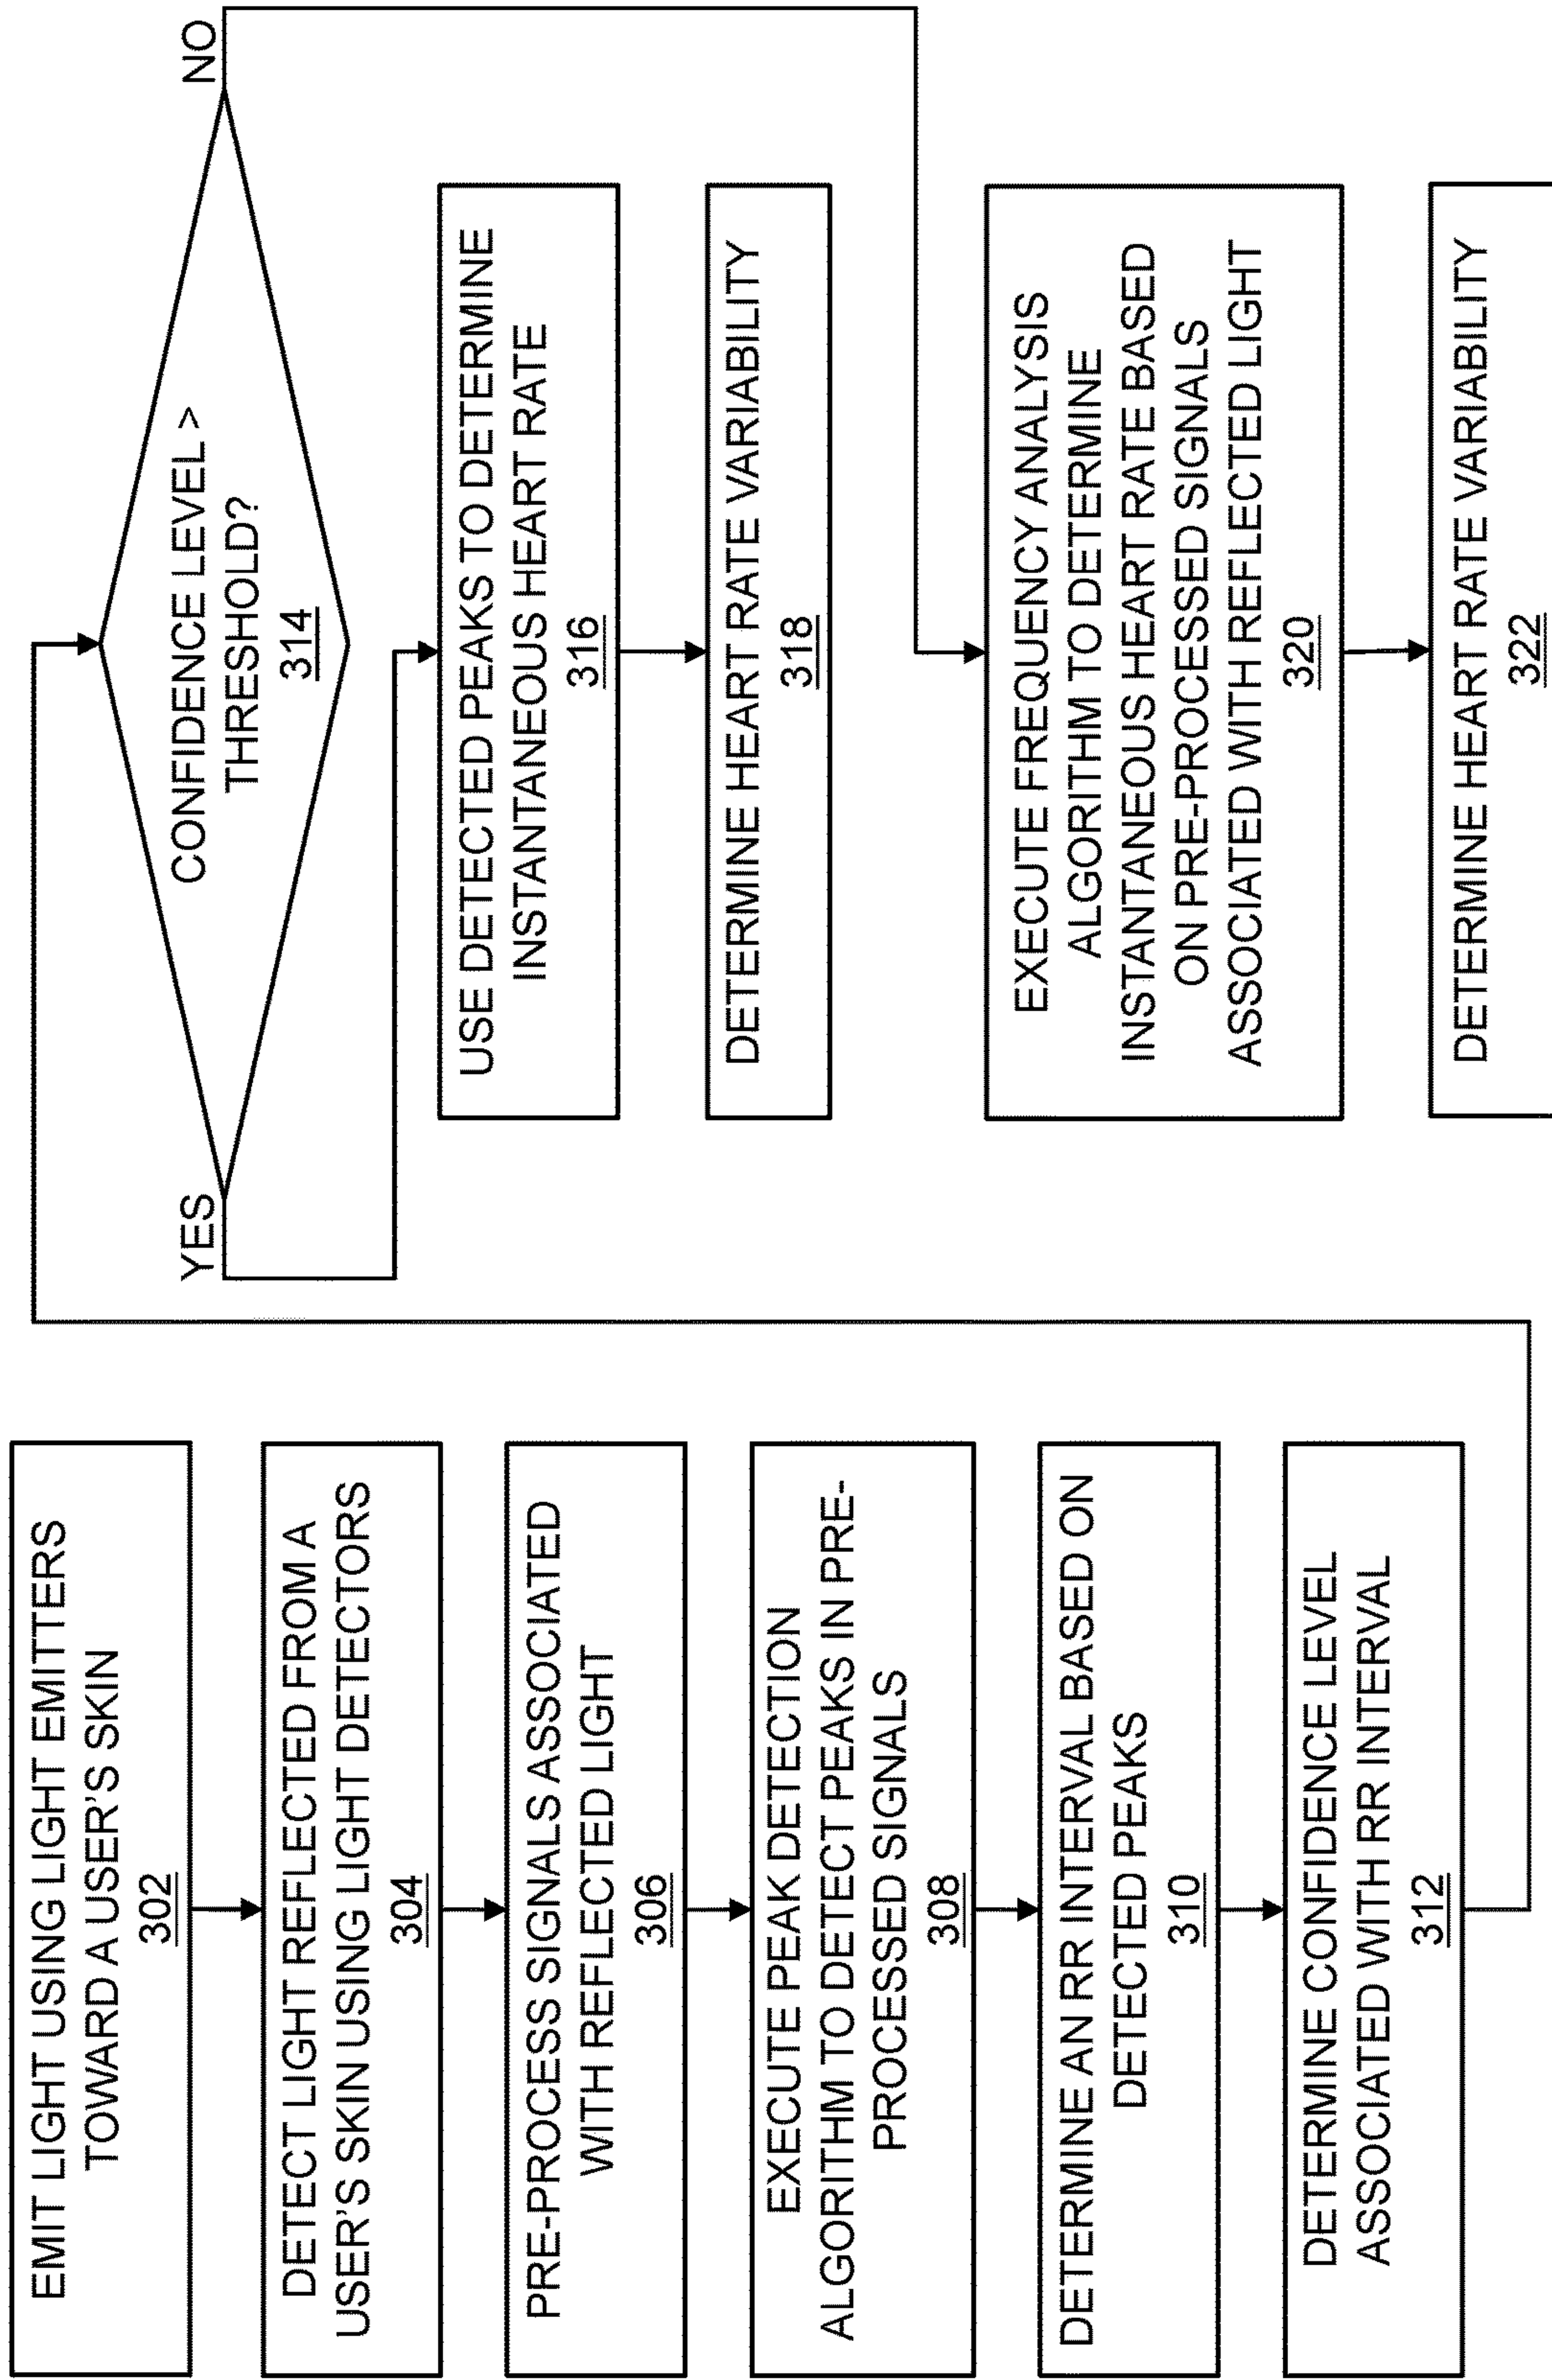 EMIT LIGHT USING LIGHT EMITTERS
TOWARD A USER'S SKIN
302
DETECT LIGHT REFLECTED FROM A
USER'S SKIN USING LIGHT DETECTORS
304
PRE-PROCESS SIGNALS ASSOCIATED
WITH REFLECTED LIGHT
306
EXECUTE PEAK DETECTION
ALGORITHM TO DETECT PEAKS IN PRE-
PROCESSED SIGNALS
308
DETERMINE AN RR INTERVAL BASED ON
DETECTED PEAKS
310
DETERMINE CONFIDENCE LEVEL
ASSOCIATED WITH RR INTERVAL
312
CONFIDENCE LEVEL >
THRESHOLD?
314
YES
NO
USE DETECTED PEAKS TO DETERMINE
INSTANTANEOUS HEART RATE
316
DETERMINE HEART RATE VARIABILITY
318
EXECUTE FREQUENCY ANALYSIS
ALGORITHM TO DETERMINE
INSTANTANEOUS HEART RATE BASED
ON PRE-PROCESSED SIGNALS
ASSOCIATED WITH REFLECTED LIGHT
320
DETERMINE HEART RATE VARIABILITY
322